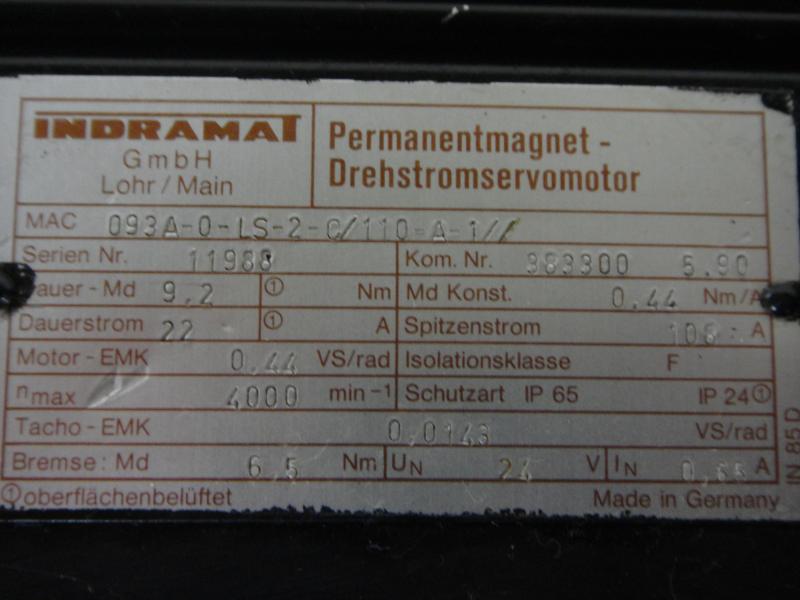 INDRAMAT
GmbH
Lohr / Main
Permanentmagnet -
Drehstromservomotor
MAC 093A-0-LS-2-C/110-A-1/
Serien Nr. 11988 Kom. Nr. 383300 5.90
Dauer - Md 9,2 ① Nm Md Konst. 0,44 Nm/A
Dauerstrom 22 ① A Spitzenstrom 108 A
Motor - EMK 0,44 VS/rad Isolationsklasse F
nmax 4000 min -1 Schutzart IP 65 IP 24①
Tacho - EMK 0,0143 VS/rad
Bremse: Md 6,5 Nm UN 24 V IN A
①oberflächenbelüftet Made in Germany
IN 85 D